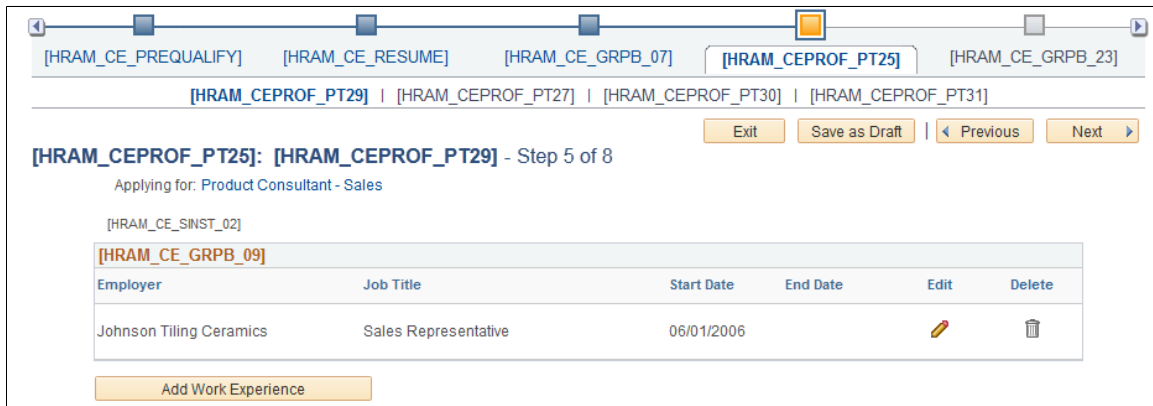 [HRAM_CE_PREQUALIFY] [HRAM_CE_RESUME] [HRAM_CE_GRPB_07] [HRAM_CEPROF_PT25] [HRAM_CE_GRPB_23]
[HRAM_CEPROF_PT29] | [HRAM_CEPROF_PT27] | [HRAM_CEPROF_PT30] | [HRAM_CEPROF_PT31]
Exit Save as Draft | Previous Next
[HRAM_CEPROF_PT25]: [HRAM_CEPROF_PT29] - Step 5 of 8
Applying for: Product Consultant - Sales
[HRAM_CE_SINST_02]
[HRAM_CE_GRPB_09]
Employer Job Title Start Date End Date Edit Delete
Johnson Tiling Ceramics Sales Representative 06/01/2006
Add Work Experience